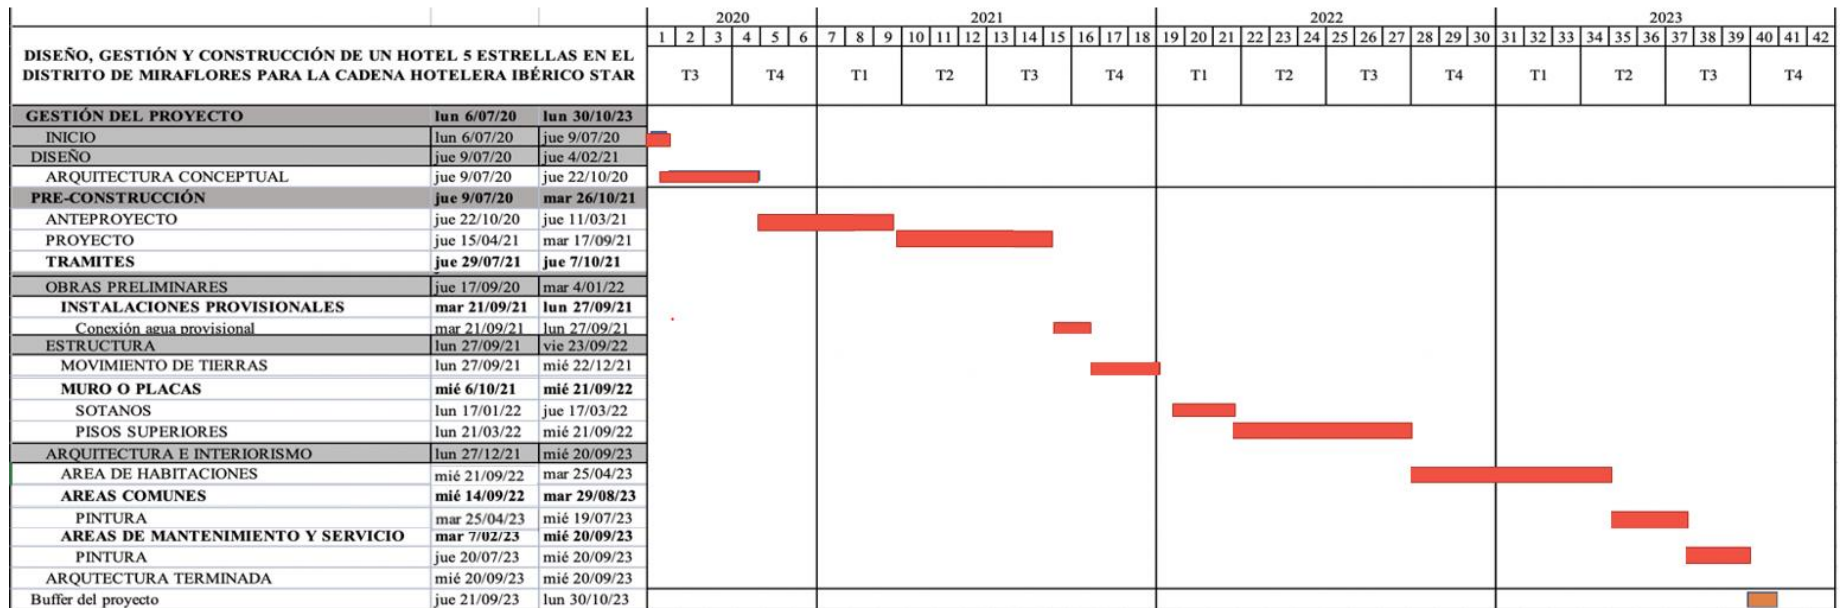 2020 2021 2022 2023
1 2 3 4 5 6 7 8 9 10 11 12 13 14 15 16 17 18 19 20 21 22 23 24 25 26 27 28 29 30 31 32 33 34 35 36 37 38 39 40 41 42
DISEÑO, GESTIÓN Y CONSTRUCCIÓN DE UN HOTEL 5 ESTRELLAS EN EL
DISTRITO DE MIRAFLORES PARA LA CADENA HOTELERA IBÉRICO STAR
T3 T4 T1 T2 T3 T4 T1 T2 T3 T4 T1 T2 T3 T4
GESTIÓN DEL PROYECTO lun 6/07/20 lun 30/10/23
INICIO lun 6/07/20 jue 9/07/20
DISEÑO jue 9/07/20 jue 4/02/21
ARQUITECTURA CONCEPTUAL jue 9/07/20 jue 22/10/20
PRE-CONSTRUCCIÓN jue 9/07/20 mar 26/10/21
ANTEPROYECTO jue 22/10/20 jue 11/03/21
PROYECTO jue 15/04/21 mar 17/09/21
TRAMITES jue 29/07/21 jue 7/10/21
OBRAS PRELIMINARES jue 17/09/20 mar 4/01/22
INSTALACIONES PROVISIONALES mar 21/09/21 lun 27/09/21
Conexión agua provisional mar 21/09/21 lun 27/09/21
ESTRUCTURA lun 27/09/21 vie 23/09/22
MOVIMIENTO DE TIERRAS lun 27/09/21 mié 22/12/21
MURO O PLACAS mié 6/10/21 mié 21/09/22
SOTANOS lun 17/01/22 jue 17/03/22
PISOS SUPERIORES lun 21/03/22 mié 21/09/22
ARQUITECTURA E INTERIORISMO lun 27/12/21 mié 20/09/23
AREA DE HABITACIONES mié 21/09/22 mar 25/04/23
AREAS COMUNES mié 14/09/22 mar 29/08/23
PINTURA mar 25/04/23 mié 19/07/23
AREAS DE MANTENIMIENTO Y SERVICIO mar 7/02/23 mié 20/09/23
PINTURA jue 20/07/23 mié 20/09/23
ARQUTECTURA TERMINADA mié 20/09/23 mié 20/09/23
Buffer del proyecto jue 21/09/23 lun 30/10/23